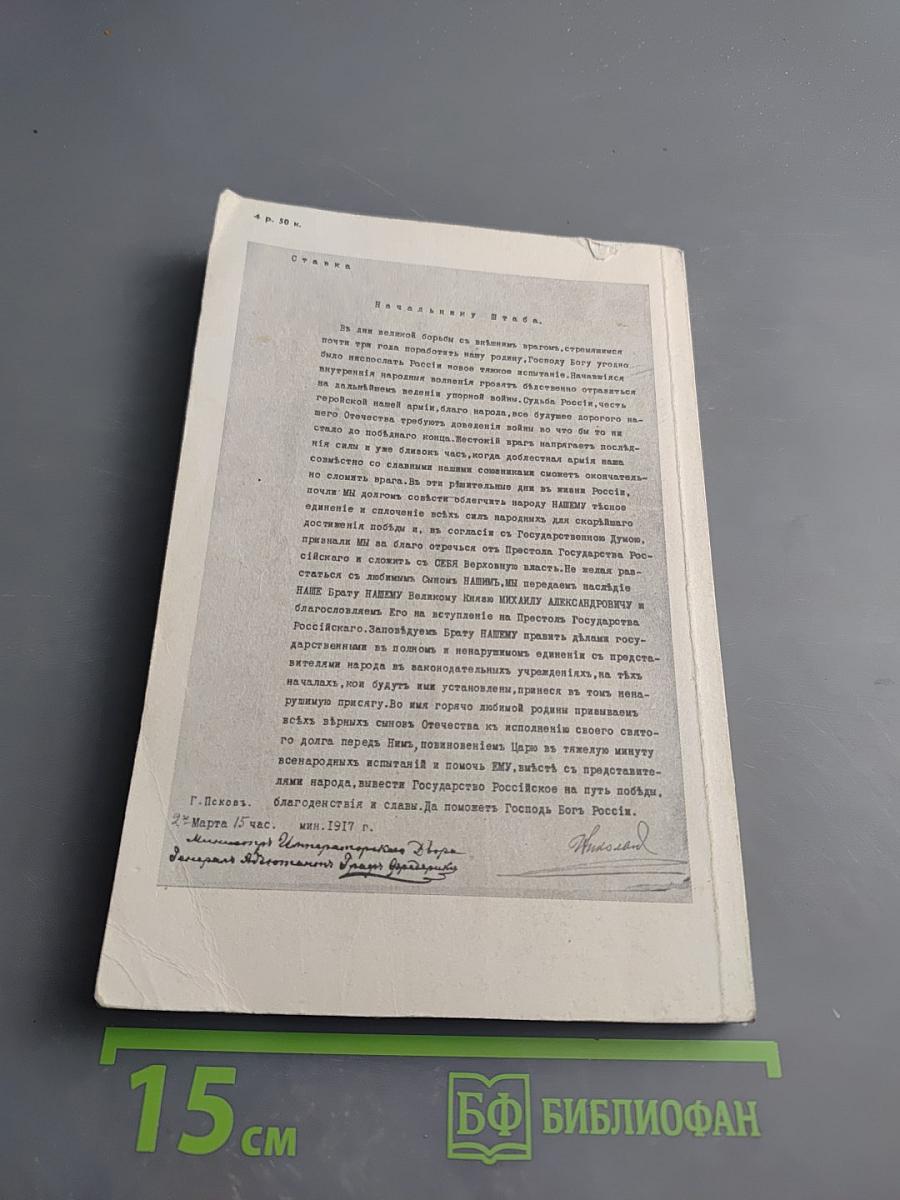 4 р. 50 к.
Ставка
Начальнику Штаба.
Въ дни великой борьбы съ внѣшнимъ врагомъ, стремящимся
почти три года поработить нашу родину, Господу Богу угодно
было ниспослать Россіи новое тяжкое испытаніе. Начавшіяся
внутреннія народныя волненія грозятъ бѣдственно отразиться
на дальнѣйшемъ веденіи упорной войны. Судьба Россіи, честь
геройской нашей арміи, благо народа, все будущее дорогого на-
шего Отечества требуютъ доведенія войны во что бы то ни
стало до побѣднаго конца. Жестокій врагъ напрягаетъ послѣд-
нія силы и уже близокъ часъ, когда доблестная армія наша
совмѣстно со славными нашими союзниками сможетъ окончатель-
но сломить врага. Въ эти рѣшительные дни въ жизни Россіи,
почли МЫ долгомъ совѣсти облегчить народу НАШЕМУ тѣсное
единеніе и сплоченіе всѣхъ силъ народныхъ для скорѣйшаго
достиженія побѣды и, въ согласіи съ Государственною Думою,
признали МЫ за благо отречься отъ Престола Государства Рос-
сійскаго и сложить съ СЕБЯ Верховную власть. Не желая раз-
статься съ любимымъ Сыномъ НАШИМЪ, МЫ передаемъ наслѣдіе
НАШЕ Брату НАШЕМУ Великому Князю МИХАИЛУ АЛЕКСАНДРОВИЧУ и
благословляемъ Его на вступленіе на Престолъ Государства
Россійскаго. Заповѣдуемъ Брату НАШЕМУ править дѣлами госу-
дарственными въ полномъ и ненарушимомъ единеніи съ предста-
вителями народа въ законодательныхъ учрежденіяхъ, на тѣхъ
началахъ, кои будутъ ими установлены, принеся въ томъ нена-
рушимую присягу. Во имя горячо любимой родины призываемъ
всѣхъ вѣрныхъ сыновъ Отечества къ исполненію своего свято-
го долга передъ Нимъ, повиновеніемъ Царю въ тяжелую минуту
всенародныхъ испытаній и помочь ЕМУ, вмѣстѣ съ представите-
лями народа, вывести Государство Россійское на путь побѣды,
благоденствія и славы. Да поможетъ Господь Богъ Россіи.
Г. Псковъ.
2го Марта 15 час. мин. 1917 г.
Николай
Министръ Императорскаго Двора
Генералъ Адъютантъ Графъ Фредериксъ
15 см
БФ БИБЛИОФАН